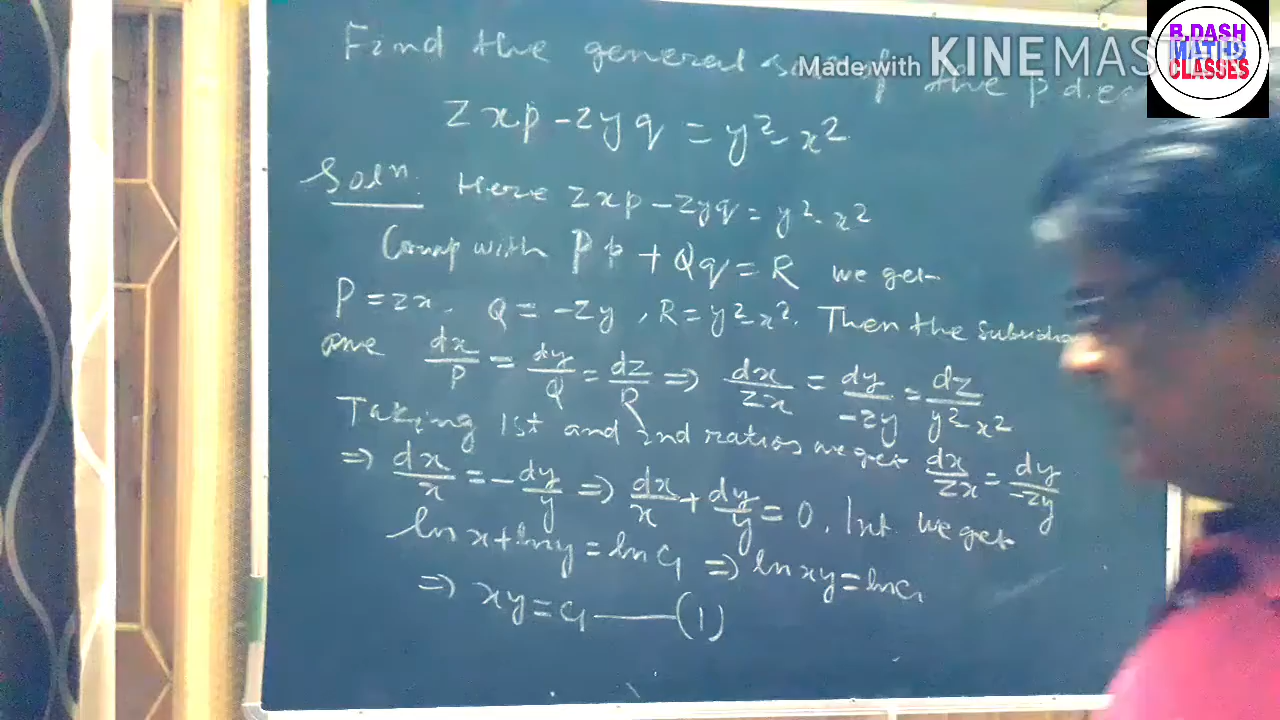 Find the general of the p.d.e
Made with KINEMASTER
B.DASH
MATHS
CLASSES
zxp - zyq = y² - x²
Solⁿ. Here zxp - zyq = y² - x²
Comp with Pp + Qq = R we get
P = zx, Q = -zy, R = y² - x². Then the
are dx/P = dy/Q = dz/R ⇒ dx/zx = dy/-zy = dz/y² x²
Taking 1st and 2nd ratios we get dx/zx = dy/-zy
⇒ dx/x = -dy/y ⇒ dx/x + dy/y = 0. Int we get
ln x + ln y = ln c₁ ⇒ ln xy = ln c₁
⇒ xy = c₁ —— (1)